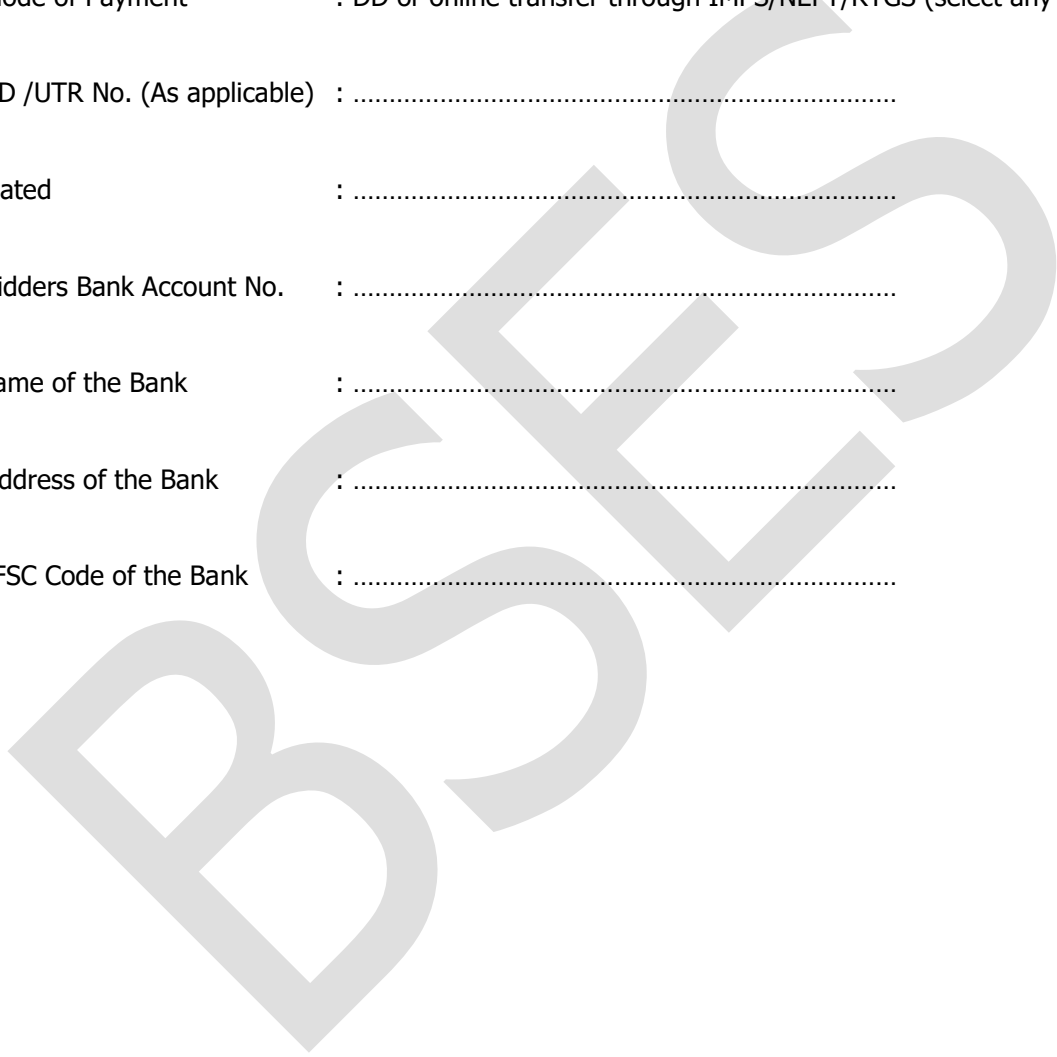 ode of Payment : DD or online transfer through IMPS/NEFT/RTGS (select any
D /UTR No. (As applicable) : ....................................................................
ated : ....................................................................
idders Bank Account No. : ....................................................................
ame of the Bank : ....................................................................
ddress of the Bank : ....................................................................
FSC Code of the Bank : ....................................................................
BSES